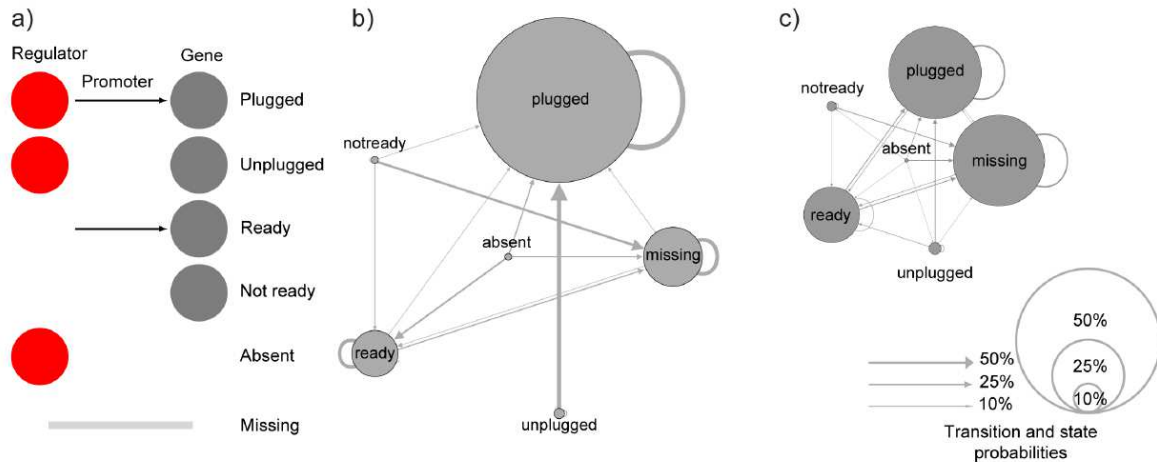 a)
Regulator
Gene
Promoter
Plugged
Unplugged
Ready
Not ready
Absent
Missing
b)
plugged
notready
absent
missing
ready
unplugged
c)
plugged
notready
absent
missing
ready
unplugged
50%
25%
10%
50%
25%
10%
Transition and state
probabilities